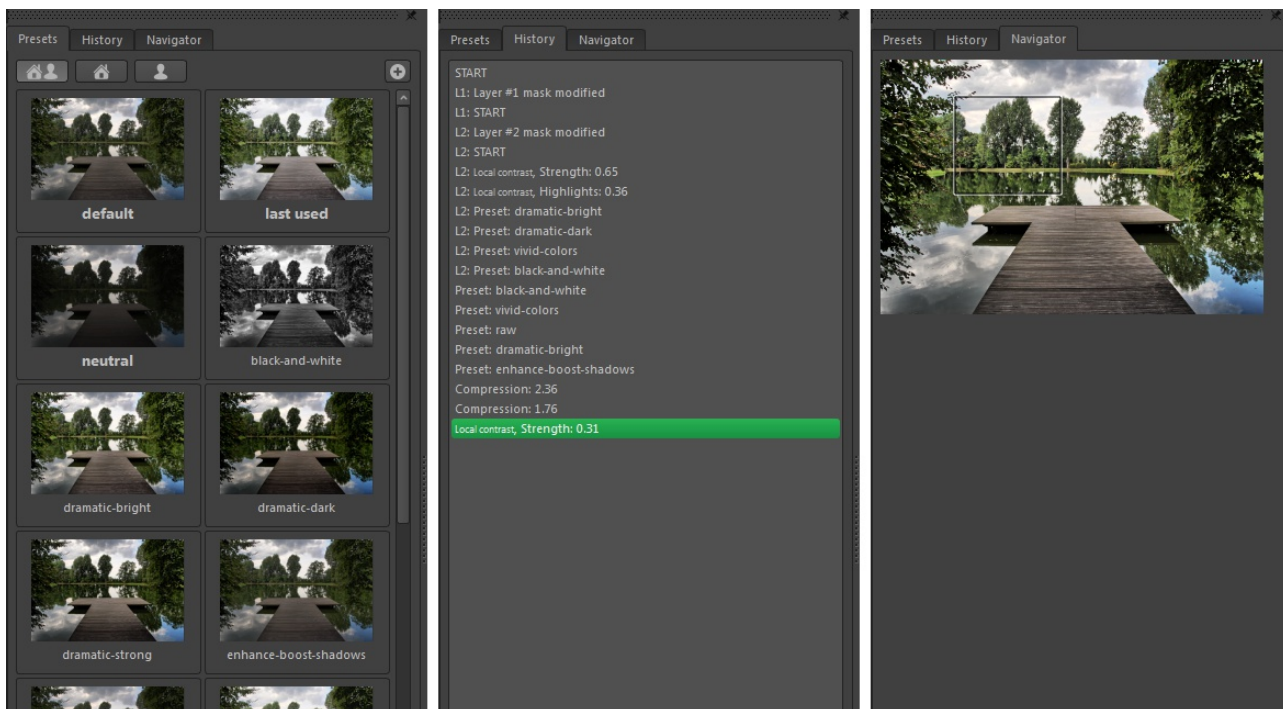 Presets History Navigator
default last used
neutral black-and-white
dramatic-bright dramatic-dark
dramatic-strong enhance-boost-shadows
Presets History Navigator
START
L1: Layer #1 mask modified
L1: START
L2: Layer #2 mask modified
L2: START
L2: Local contrast, Strength: 0.65
L2: Local contrast, Highlights: 0.36
L2: Preset: dramatic-bright
L2: Preset: dramatic-dark
L2: Preset: vivid-colors
L2: Preset: black-and-white
Preset: black-and-white
Preset: vivid-colors
Preset: raw
Preset: dramatic-bright
Preset: enhance-boost-shadows
Compression: 2.36
Compression: 1.76
Local contrast, Strength: 0.31
Presets History Navigator